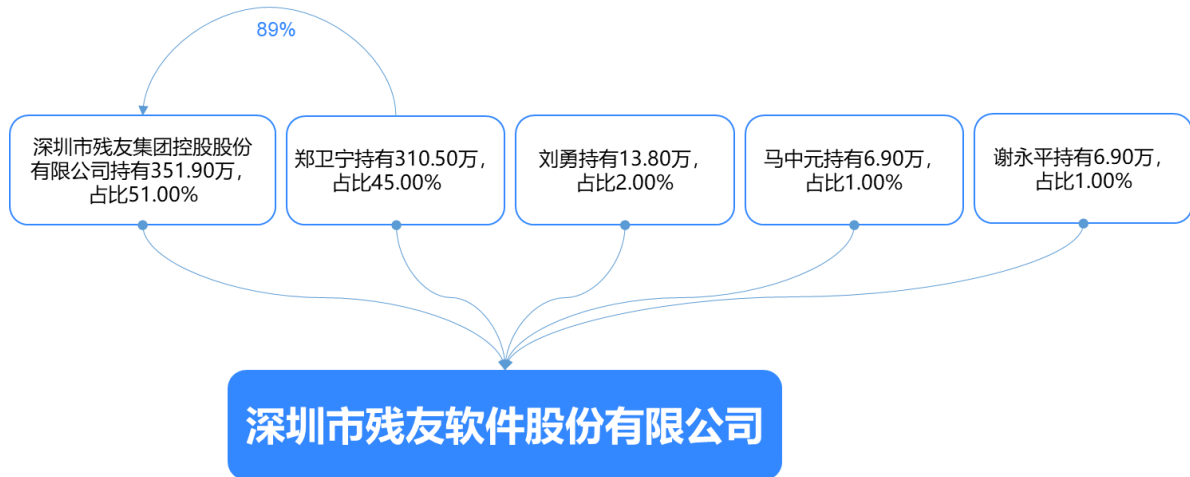 89%
深圳市残友集团控股股份
有限公司持有351.90万，
占比51.00%
郑卫宁持有310.50万，
占比45.00%
刘勇持有13.80万，
占比2.00%
马中元持有6.90万，
占比1.00%
谢永平持有6.90万，
占比1.00%
深圳市残友软件股份有限公司